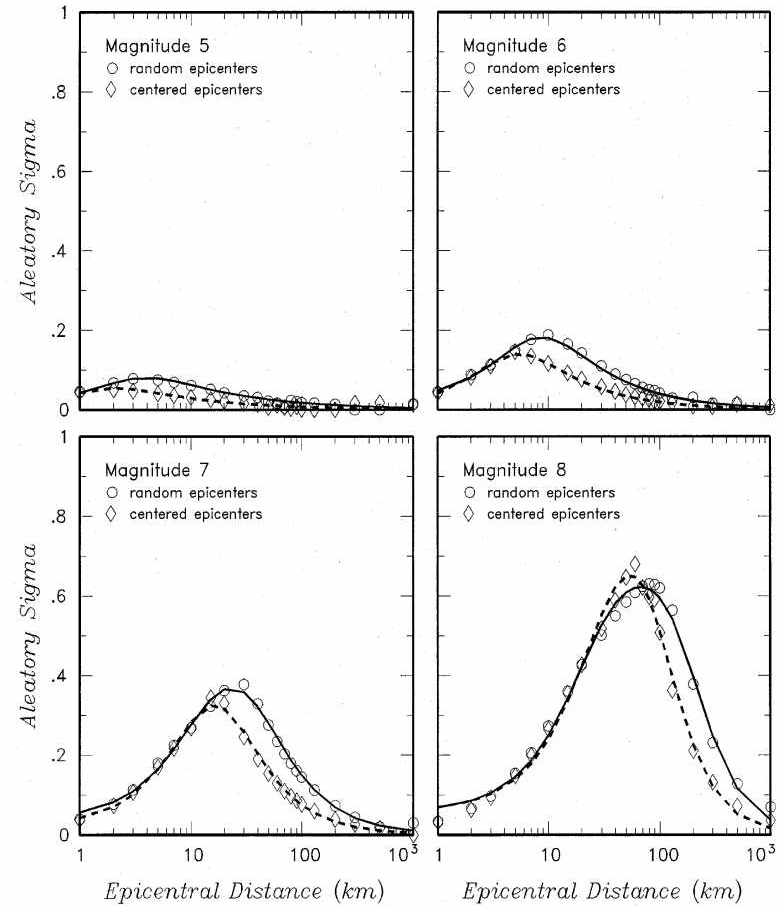 1
.8
.6
.4
.2
0
Aleatory Sigma
Magnitude 5
random epicenters
centered epicenters
Magnitude 6
random epicenters
centered epicenters
1
.8
.6
.4
.2
0
Aleatory Sigma
Magnitude 7
random epicenters
centered epicenters
Magnitude 8
random epicenters
centered epicenters
1 10 100 10³
1 10 100 10³
Epicentral Distance (km)
Epicentral Distance (km)